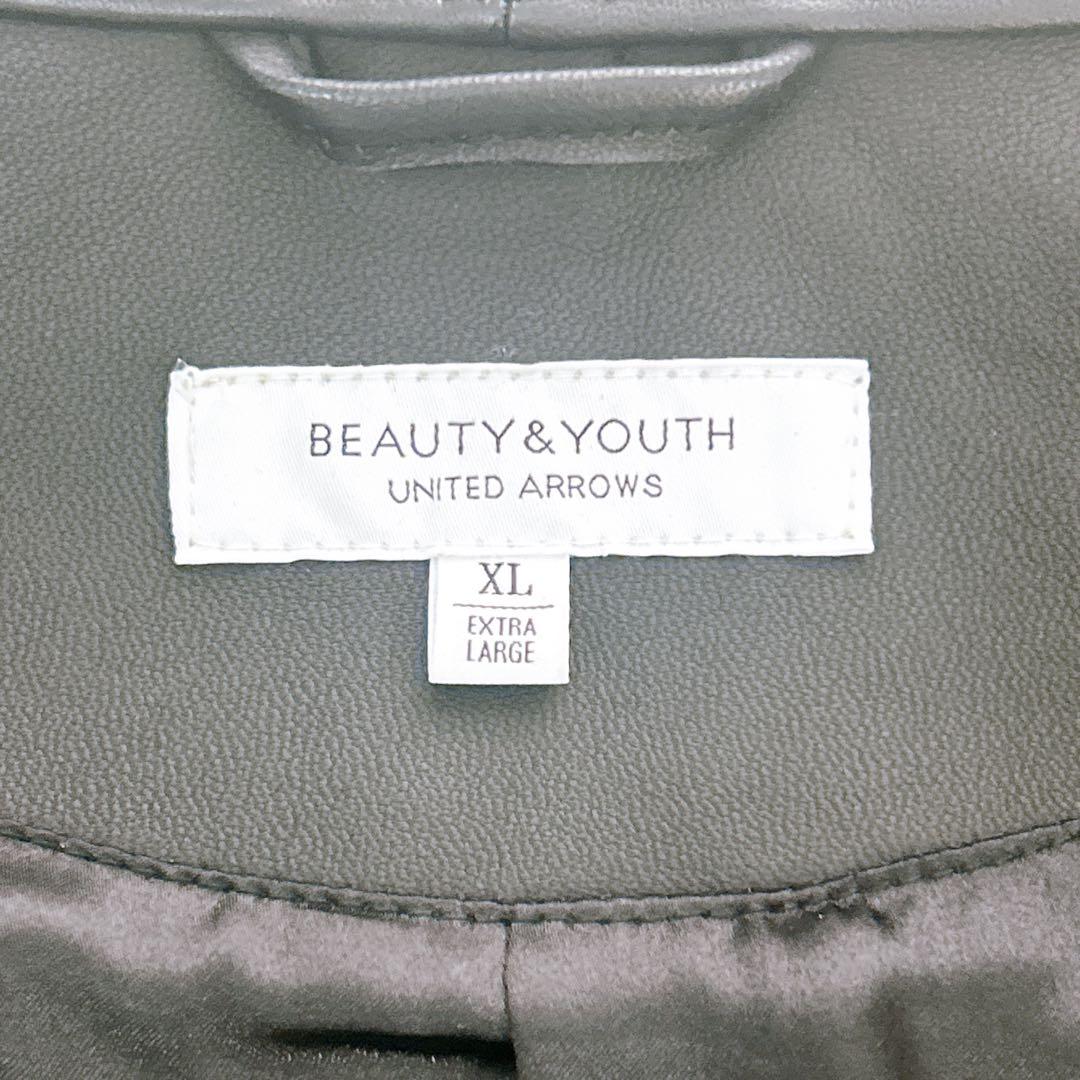 BEAUTY&YOUTH
UNITED ARROWS
XL
EXTRA
LARGE